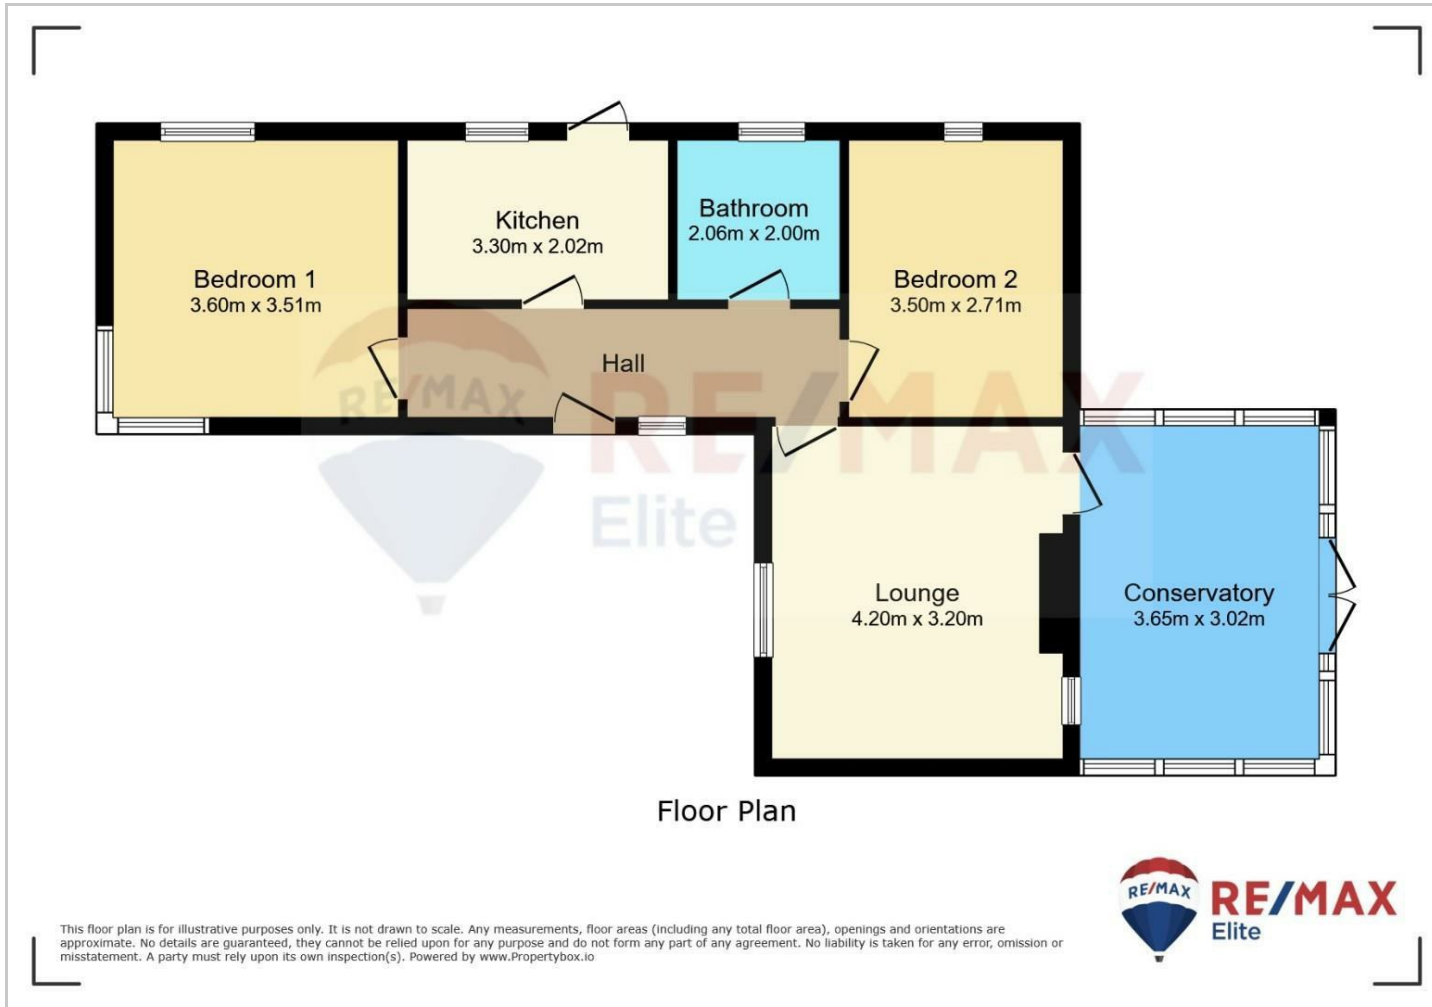 Kitchen
3.30m x 2.02m
Bathroom
2.06m x 2.00m
Bedroom 1
3.60m x 3.51m
Bedroom 2
3.50m x 2.71m
Hall
RE/MAX
RE/MAX
Elite
Lounge
4.20m x 3.20m
Conservatory
3.65m x 3.02m
Floor Plan
RE/MAX
RE/MAX
Elite
This floor plan is for illustrative purposes only. It is not drawn to scale. Any measurements, floor areas (including any total floor area), openings and orientations are
approximate. No details are guaranteed, they cannot be relied upon for any purpose and do not form any part of any agreement. No liability is taken for any error, omission or
misstatement. A party must rely upon its own inspection(s). Powered by www.Propertybox.io